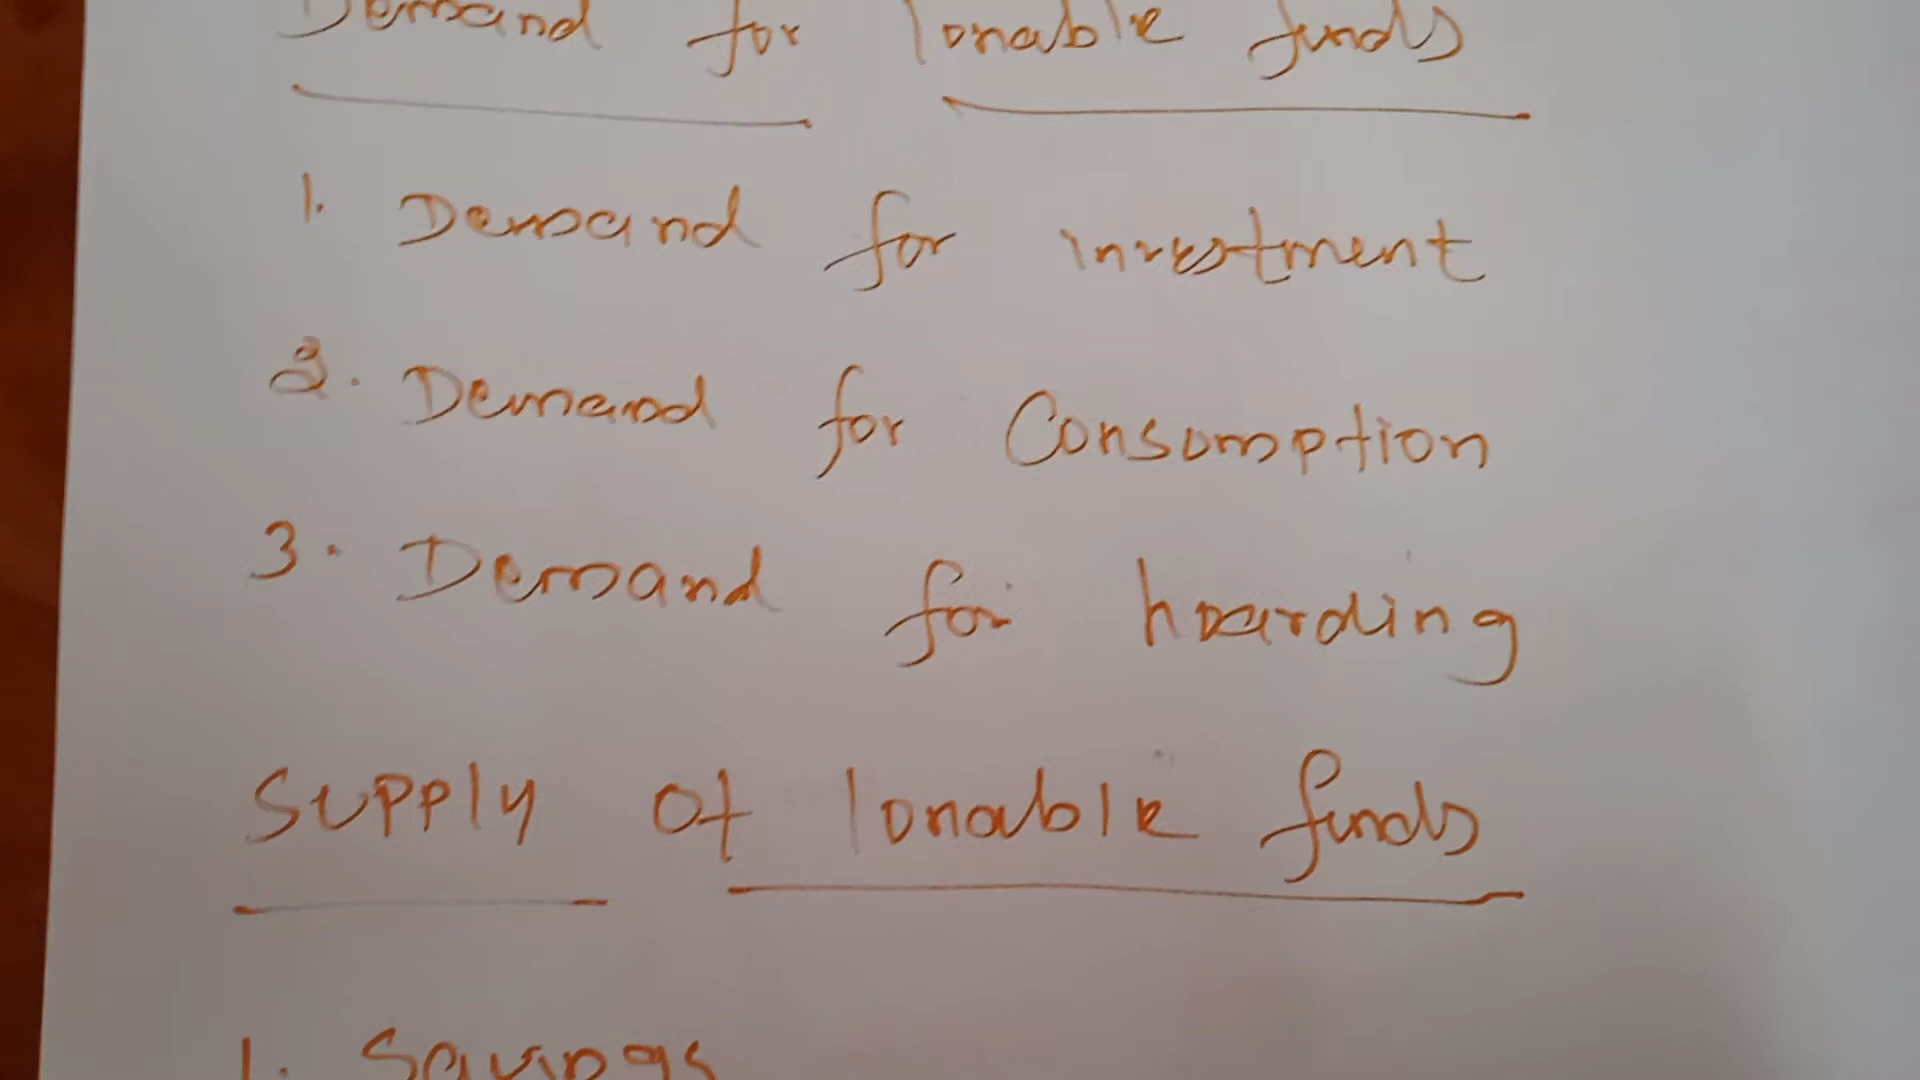 Demand for lonable funds
1. Demand for investment
2. Demand for Consumption
3. Demand for hoarding
Supply of lonable funds
1. Savings